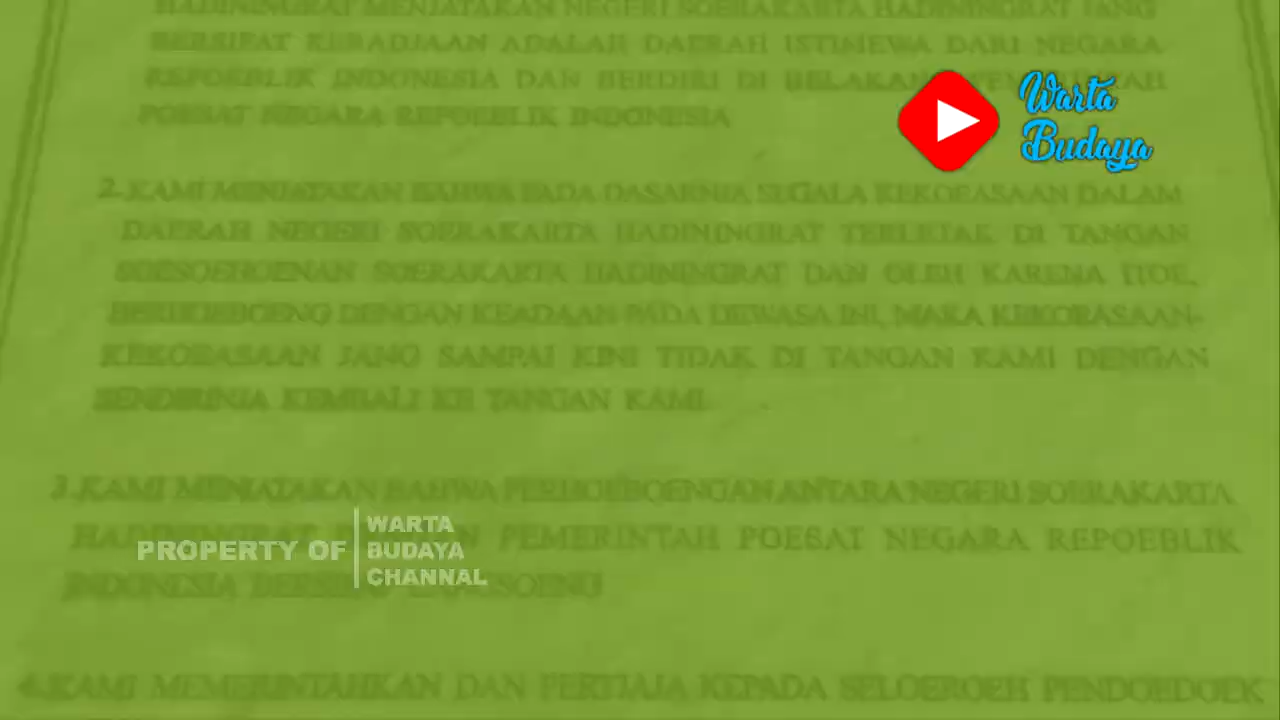 HADININGRAT MENJATAKAN NEGERI SOERAKARTA HADININGRAT JANG
BERSIFAT KERADJAAN ADALAH DAERAH ISTIMEWA DARI NEGARA
REPOEBLIK INDONESIA DAN BERDIRI DI BELAKANG PEMERINTAH
POESAT NEGARA REPOEBLIK INDONESIA
Warta
Budaya
2. KAMI MENJATAKAN BAHWA PADA DASARNJA SEGALA KEKOEASAAN DALAM
DAERAH NEGERI SOERAKARTA HADININGRAT TERLETAK DI TANGAN
SOESOEHOENAN SOERAKARTA HADININGRAT DAN OLEH KARENA ITOE,
BERHOEBOENG DENGAN KEADAAN PADA DEWASA INI, MAKA KEKOEASAAN-
KEKOEASAAN JANG SAMPAI KINI TIDAK DI TANGAN KAMI DENGAN
SENDIRINJA KEMBALI KE TANGAN KAMI.
3. KAMI MENJATAKAN BAHWA PERHOEBOENGAN ANTARA NEGERI SOERAKARTA
HADININGRAT PEMERINTAH POESAT NEGARA REPOEBLIK
INDONESIA BERSIFAT LANGSOENG
PROPERTY OF
WARTA
BUDAYA
CHANNAL
4. KAMI MEMERINTAHKAN DAN PERTJAJA KEPADA SELOEROEH PENDOEDOEK